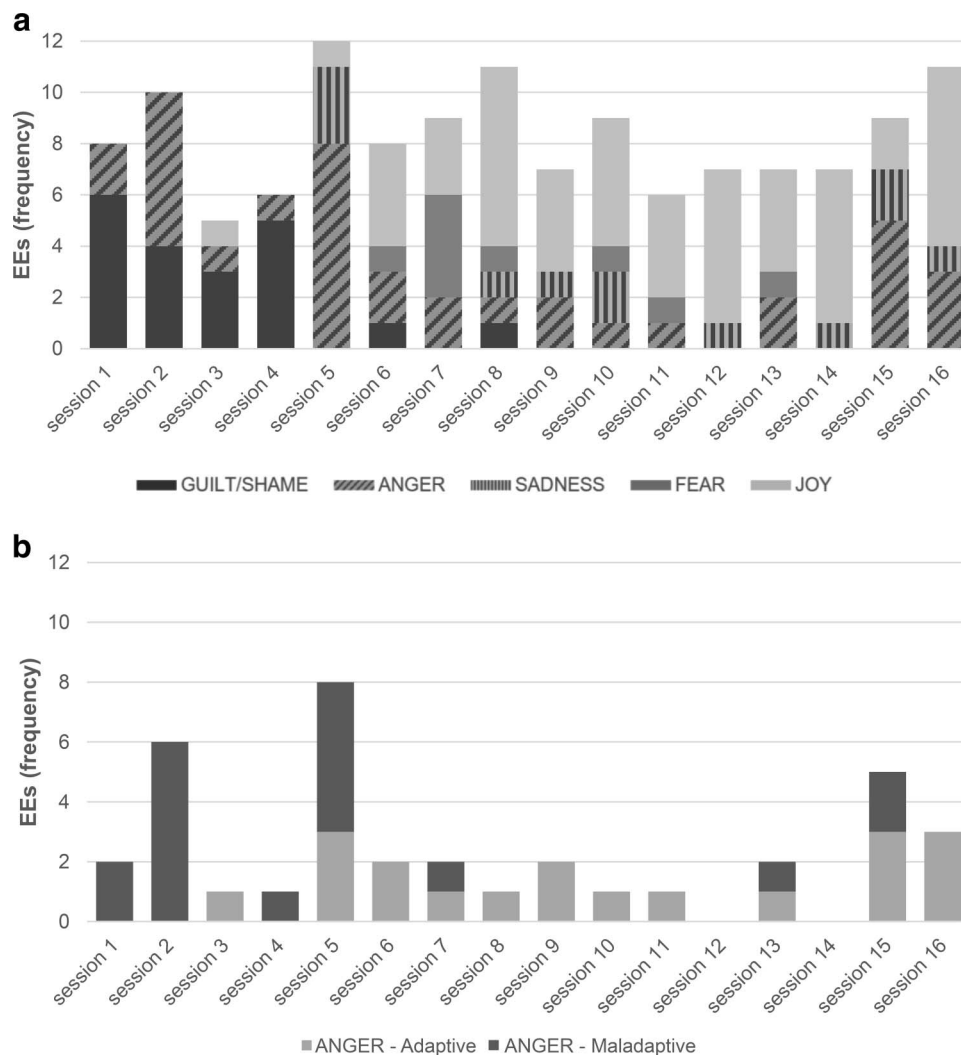 a
EEs (frequency)
12
10
8
6
4
2
0
session 1
session 2
session 3
session 4
session 5
session 6
session 7
session 8
session 9
session 10
session 11
session 12
session 13
session 14
session 15
session 16
GUILT/SHAME ANGER SADNESS FEAR JOY
b
EEs (frequency)
12
10
8
6
4
2
0
session 1
session 2
session 3
session 4
session 5
session 6
session 7
session 8
session 9
session 10
session 11
session 12
session 13
session 14
session 15
session 16
ANGER - Adaptive ANGER - Maladaptive